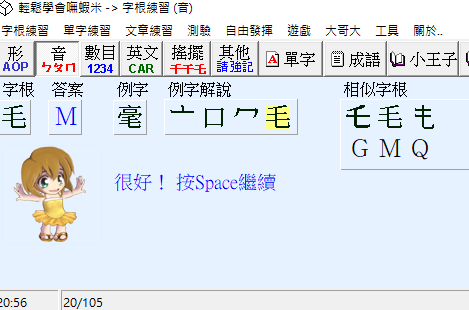 輕鬆學會嘸蝦米 -> 字根練習 (音)
字根練習 單字練習 文章練習 測驗 自由發揮 遊戲 大哥大 工具 關於..
形 音 數目 英文 搖擺 其他 單字 成語 小王子
AOP ㄅㄆㄇ 1234 CAR 千手毛 請強記
字根 答案 例字 例字解說 相似字根
毛 M 毫 亠 口 冖 毛 毛
G M Q
很好！ 按Space繼續
20:56 20/105